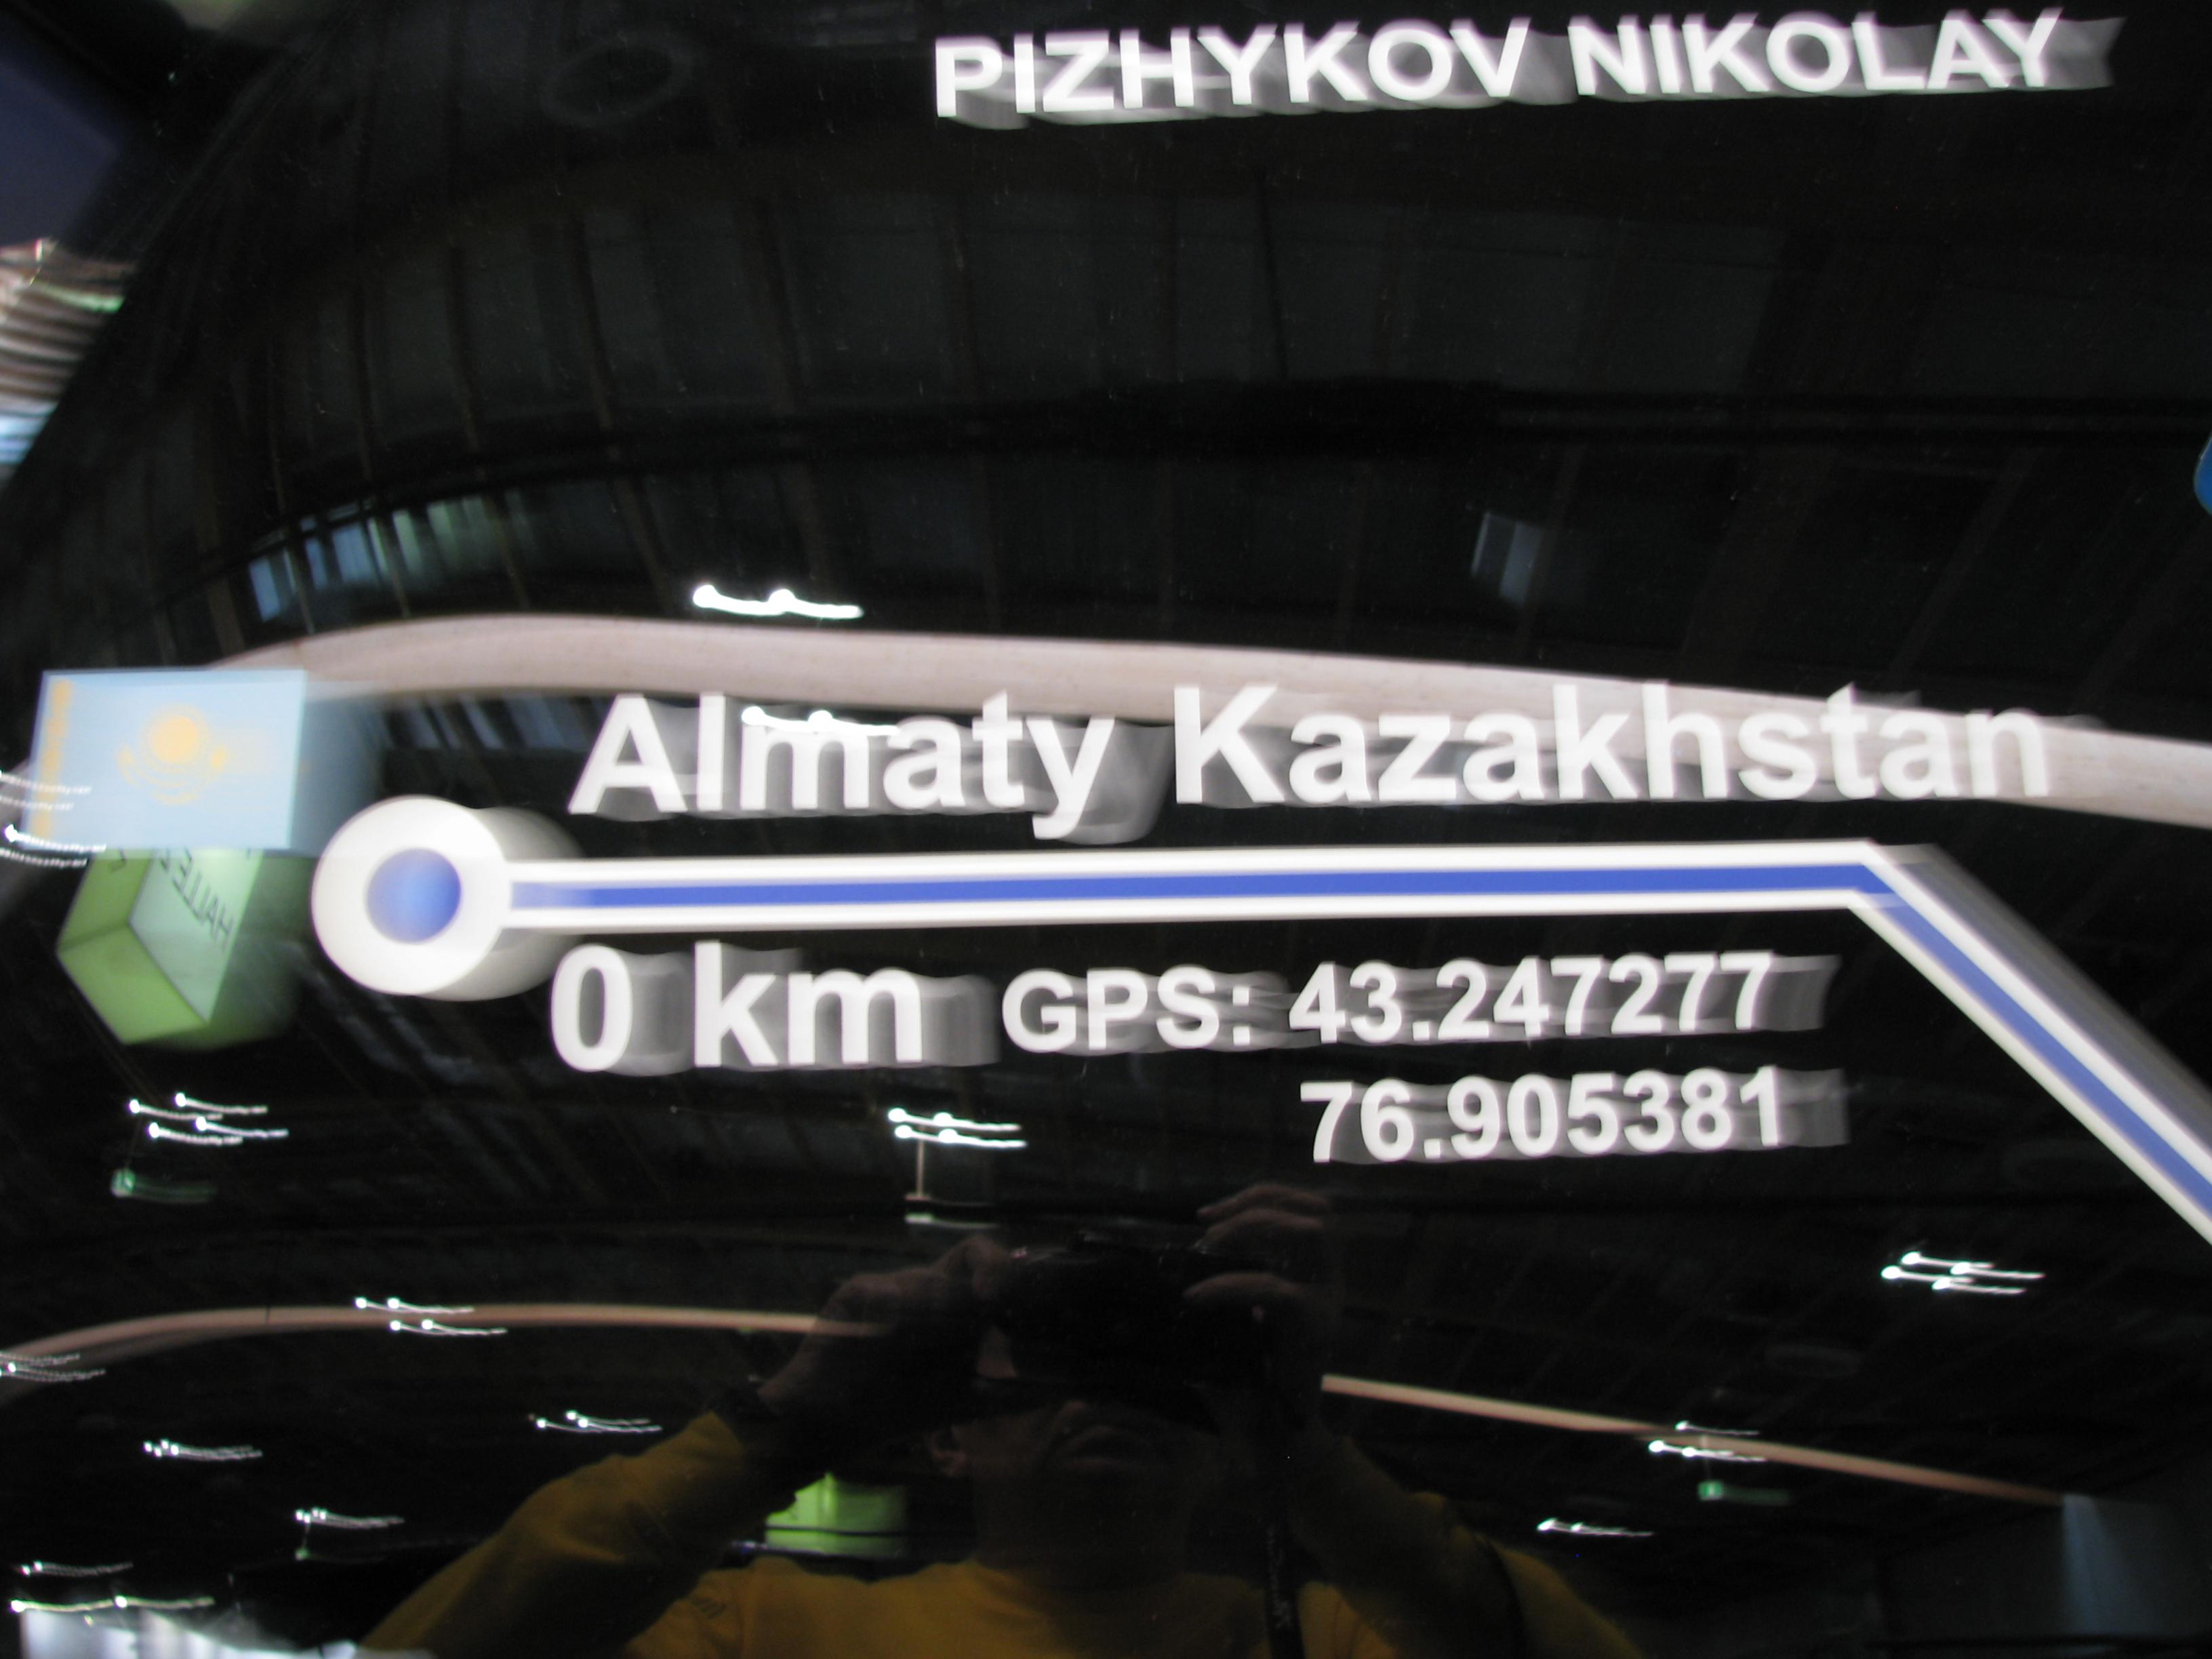 PIZHYKOV NIKOLAY
Almaty Kazakhstan
0 km GPS: 43.247277
76.905381